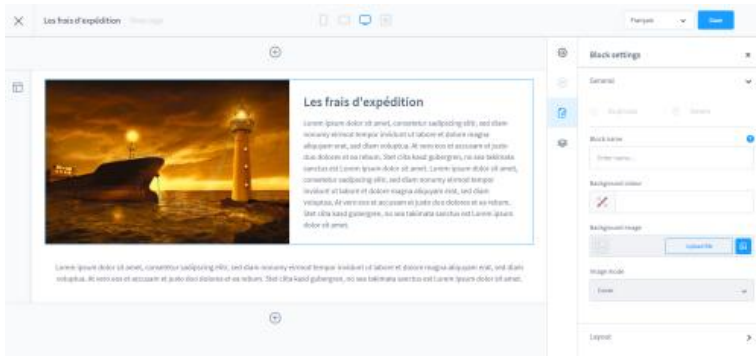 Les frais d'expédition
Français
Save
Block settings
General
Duplicate
Delete
Block name
Enter name...
Background colour
Background image
Upload file
Image mode
Cover
Layout
Les frais d'expédition
Lorem ipsum dolor sit amet, consetetur sadipscing elitr, sed diam
nonumy eirmod tempor invidunt ut labore et dolore magna
aliquyam erat, sed diam voluptua. At vero eos et accusam et justo
duo dolores et ea rebum. Stet clita kasd gubergren, no sea takimata
sanctus est Lorem ipsum dolor sit amet. Lorem ipsum dolor sit amet,
consetetur sadipscing elitr, sed diam nonumy eirmod tempor
invidunt ut labore et dolore magna aliquyam erat, sed diam
voluptua. At vero eos et accusam et justo duo dolores et ea rebum.
Stet clita kasd gubergren, no sea takimata sanctus est Lorem ipsum
dolor sit amet.
Lorem ipsum dolor sit amet, consetetur sadipscing elitr, sed diam nonumy eirmod tempor invidunt ut labore et dolore magna aliquyam erat, sed diam
voluptua. At vero eos et accusam et justo duo dolores et ea rebum. Stet clita kasd gubergren, no sea takimata sanctus est Lorem ipsum dolor sit amet.